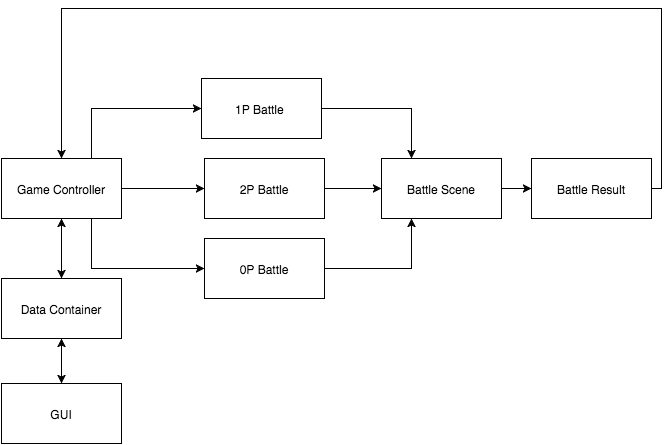 1P Battle
Game Controller
2P Battle
Battle Scene
Battle Result
0P Battle
Data Container
GUI